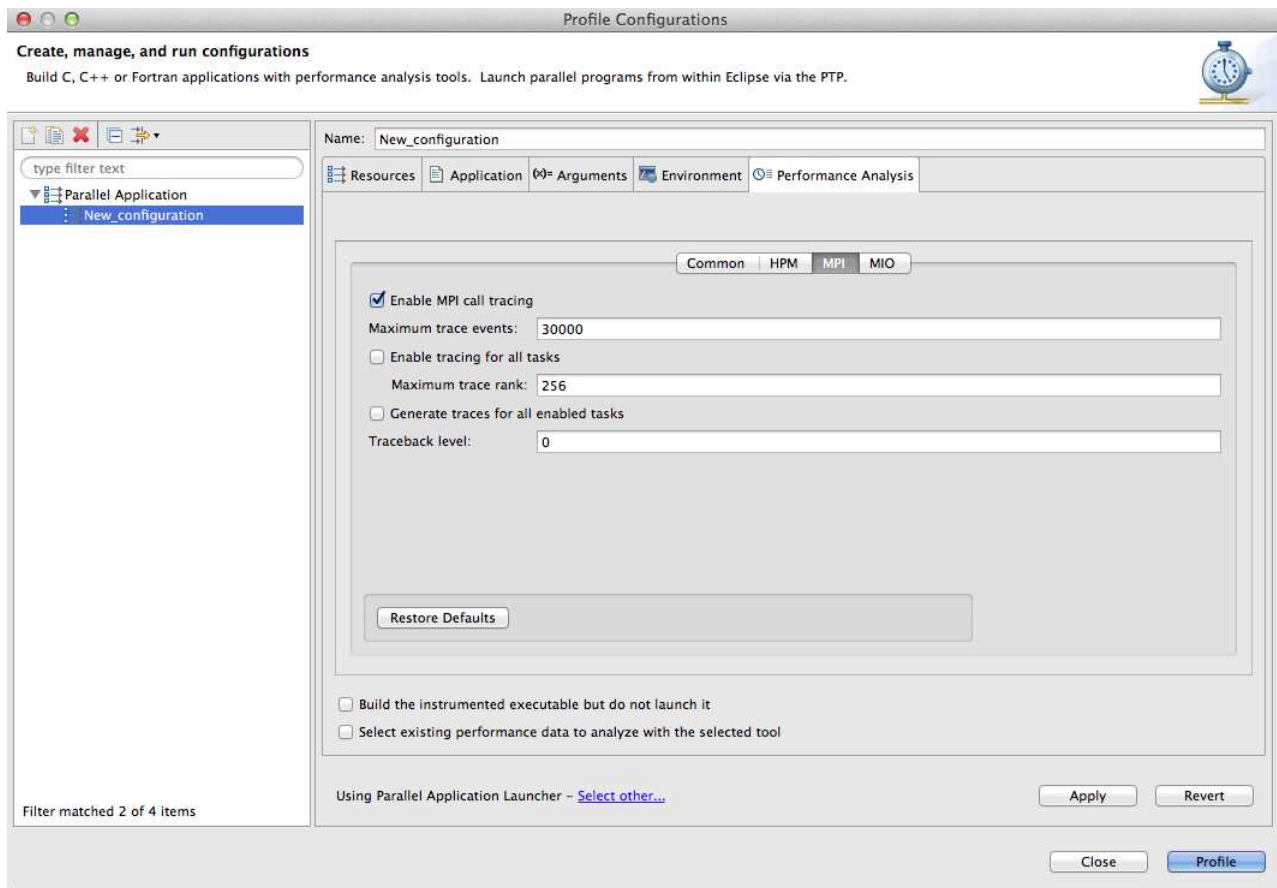 Profile Configurations
Create, manage, and run configurations
Build C, C++ or Fortran applications with performance analysis tools.  Launch parallel programs from within Eclipse via the PTP.
type filter text
Parallel Application
New_configuration
Filter matched 2 of 4 items
Name: New_configuration
Resources Application (x)= Arguments Environment Performance Analysis
Common HPM MPI MIO
Enable MPI call tracing
Maximum trace events: 30000
Enable tracing for all tasks
Maximum trace rank: 256
Generate traces for all enabled tasks
Traceback level: 0
Restore Defaults
Build the instrumented executable but do not launch it
Select existing performance data to analyze with the selected tool
Using Parallel Application Launcher – Select other... Apply Revert
Close Profile